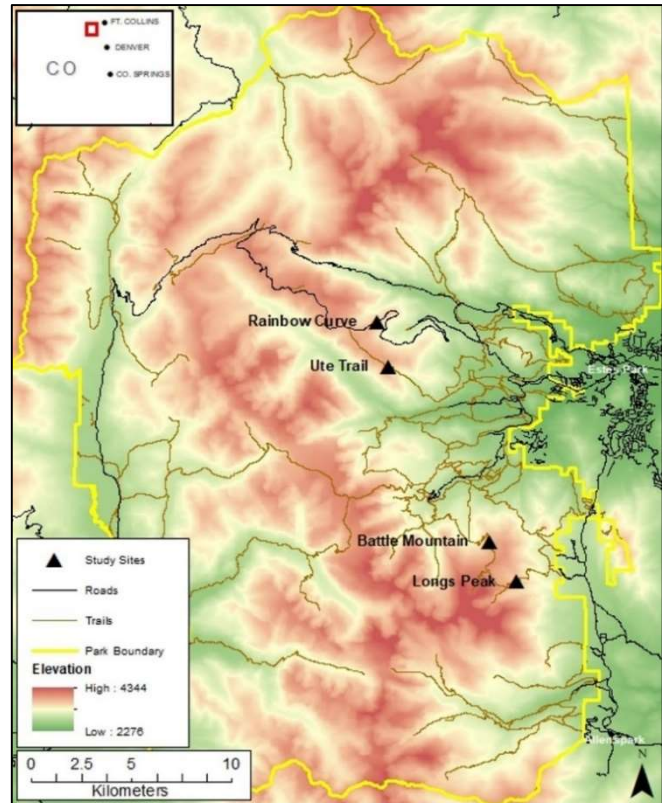 FT. COLLINS
DENVER
CO
CO. SPRINGS
Rainbow Curve
Ute Trail
Estes Park
Battle Mountain
Longs Peak
Study Sites
Roads
Trails
Park Boundary
Elevation
High : 4344
Low : 2276
Allenspark
N
0 2.5 5 10
Kilometers